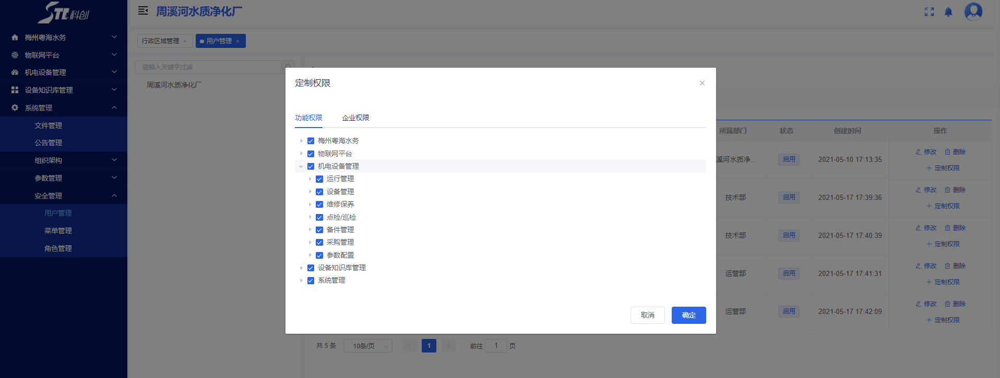 STC科创
梅州粤海水务
物联网平台
机电设备管理
设备知识库管理
系统管理
文件管理
公告管理
组织架构
参数管理
安全管理
用户管理
菜单管理
角色管理
周溪河水质净化厂
行政区域管理 ×
用户管理 ×
请输入关键字过滤
周溪河水质净化厂
定制权限
功能权限 企业权限
梅州粤海水务
物联网平台
机电设备管理
运行管理
设备管理
维修保养
点检/巡检
备件管理
采购管理
参数配置
设备知识库管理
系统管理
取消 确定
所属部门 状态 创建时间 操作
溪河水质净... 启用 2021-05-10 17:13:35 修改 删除
定制权限
技术部 启用 2021-05-17 17:39:36 修改 删除
定制权限
技术部 启用 2021-05-17 17:40:39 修改 删除
定制权限
运营部 启用 2021-05-17 17:41:31 修改 删除
定制权限
运营部 启用 2021-05-17 17:42:09 修改 删除
定制权限
共 5 条 10条/页 1 前往 1 页